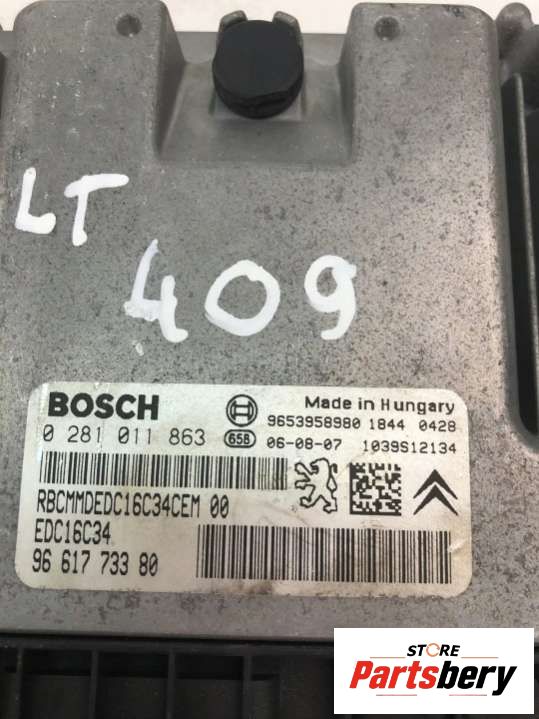 LT
409
BOSCH
Made in Hungary
9653958980 1844 0428
0 281 011 863
658
06-08-07 1039S12134
RBCMMDEDC16C34CEM 00
EDC16C34
96 617 733 80
STORE
Partsbery